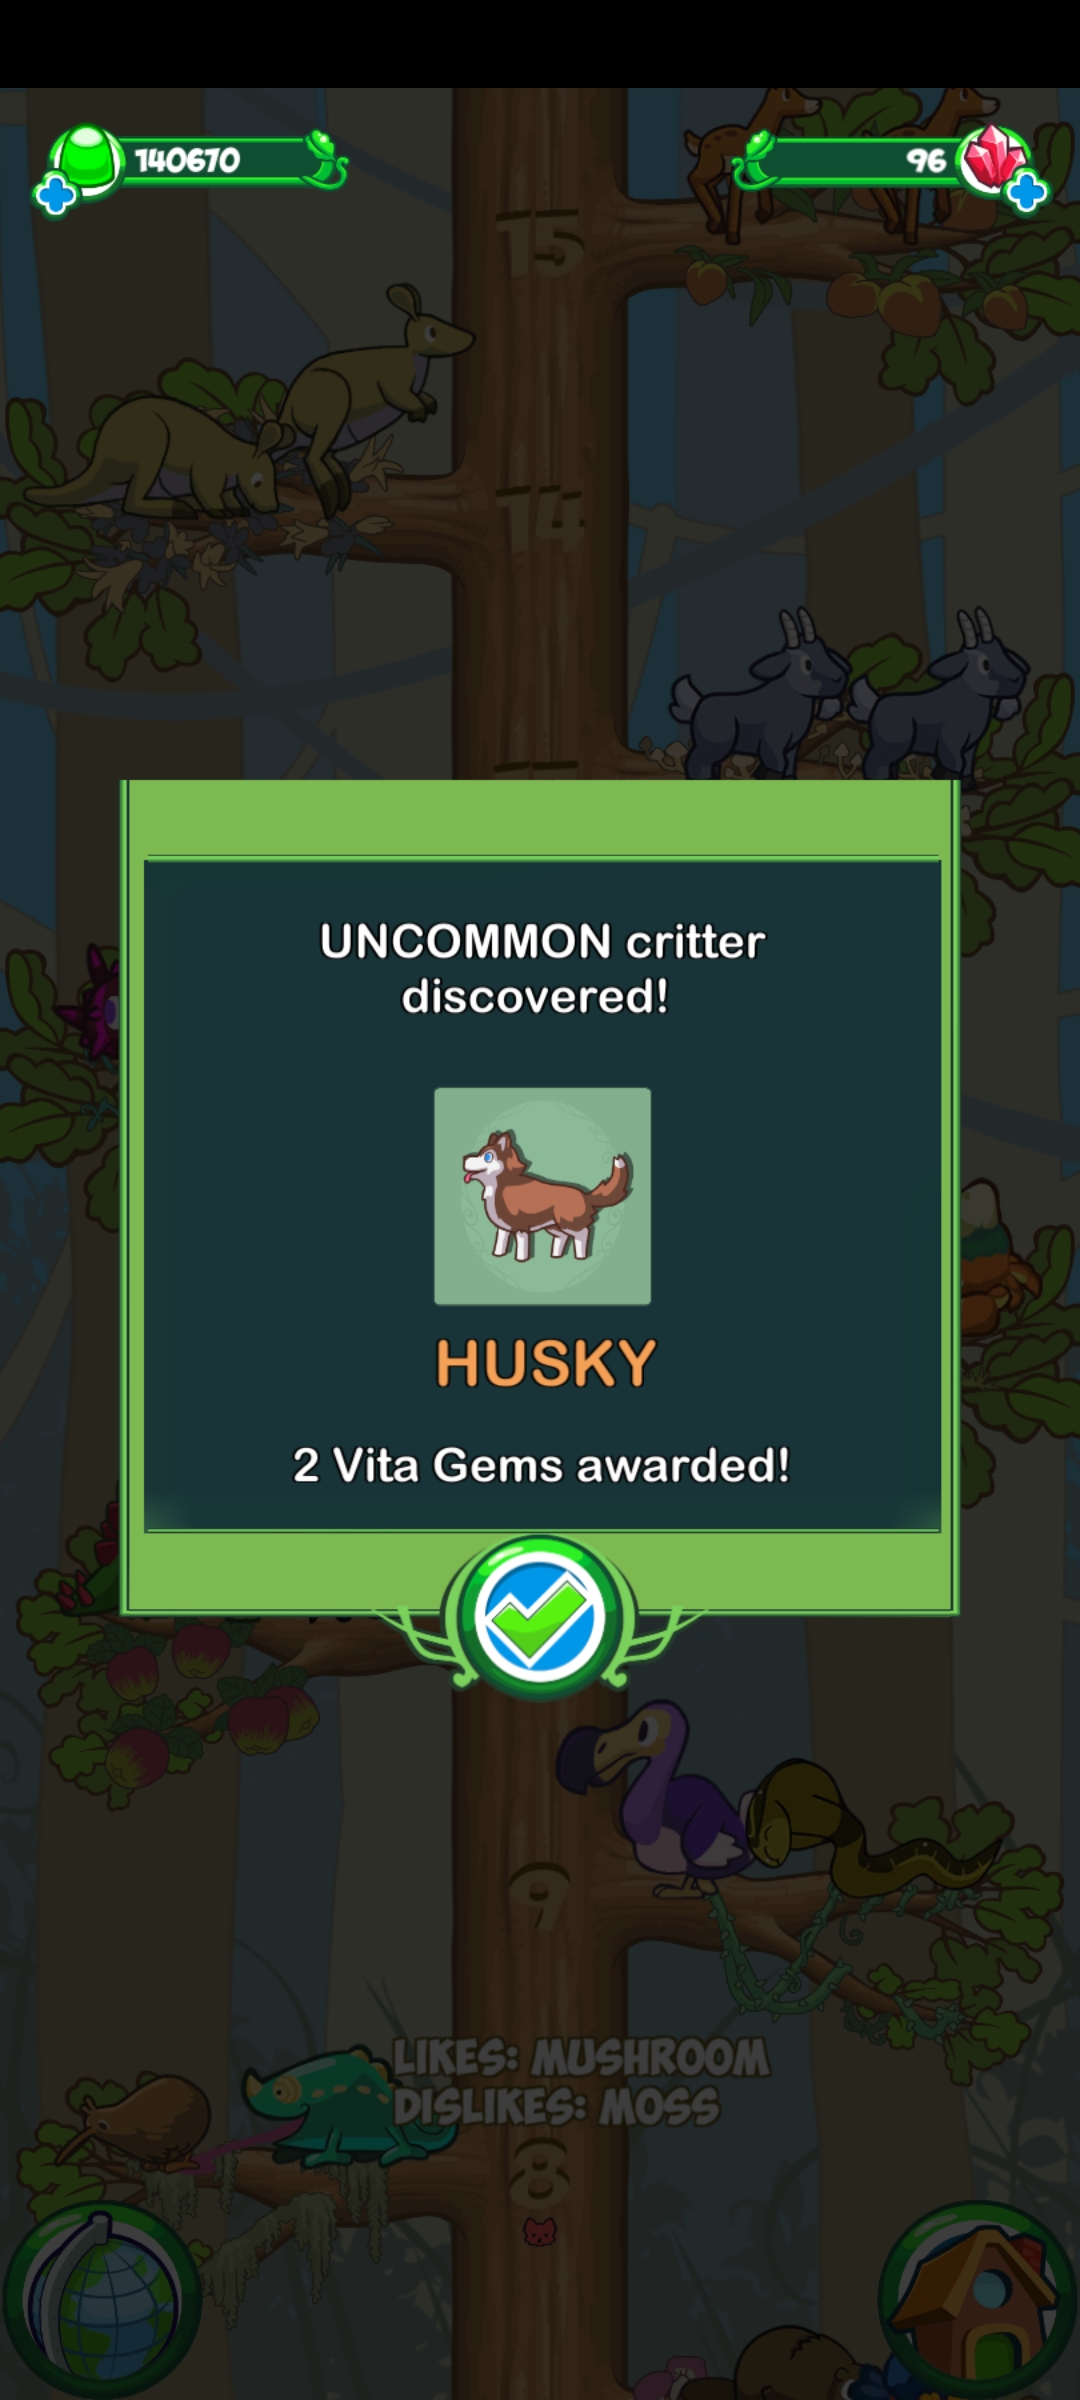 140670
96
15
14
UNCOMMON critter
discovered!
HUSKY
2 Vita Gems awarded!
9
LIKES: MUSHROOM
DISLIKES: MOSS
8